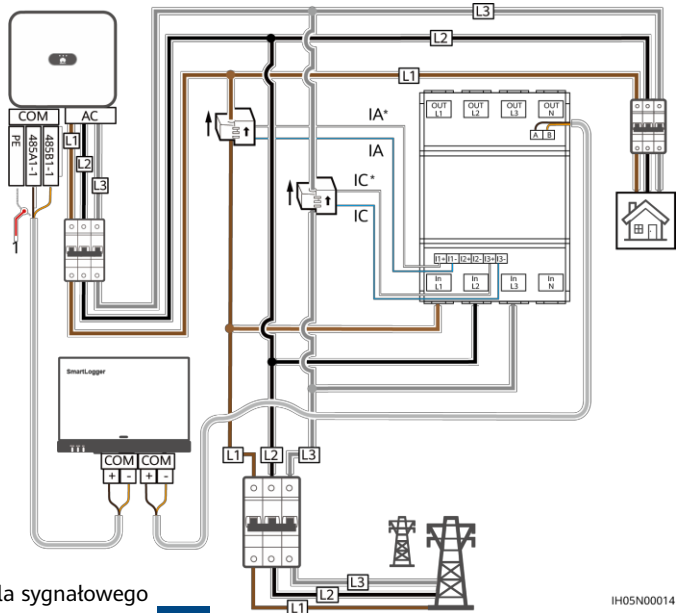 L3
L2
L1
COM
AC
PE
485A1-1
485B1-1
L1
L2
L3
IA*
IA
IC*
IC
OUT L1
OUT L2
OUT L3
OUT N
A B
I1+ I1- I2+ I2- I3+ I3-
In L1
In L2
In L3
In N
SmartLogger
COM COM
+ - + -
L1
L2
L3
L3
L2
L1
la sygnałowego
IH05N00014